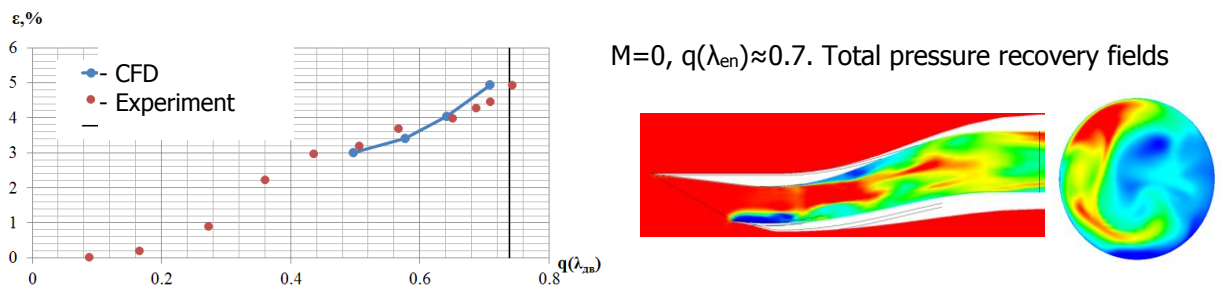 ε,%
6
5
4
3
2
1
0
- CFD
- Experiment
0
0.2
0.4
0.6
0.8
q(λдв)
M=0, q(λen)≈0.7. Total pressure recovery fields